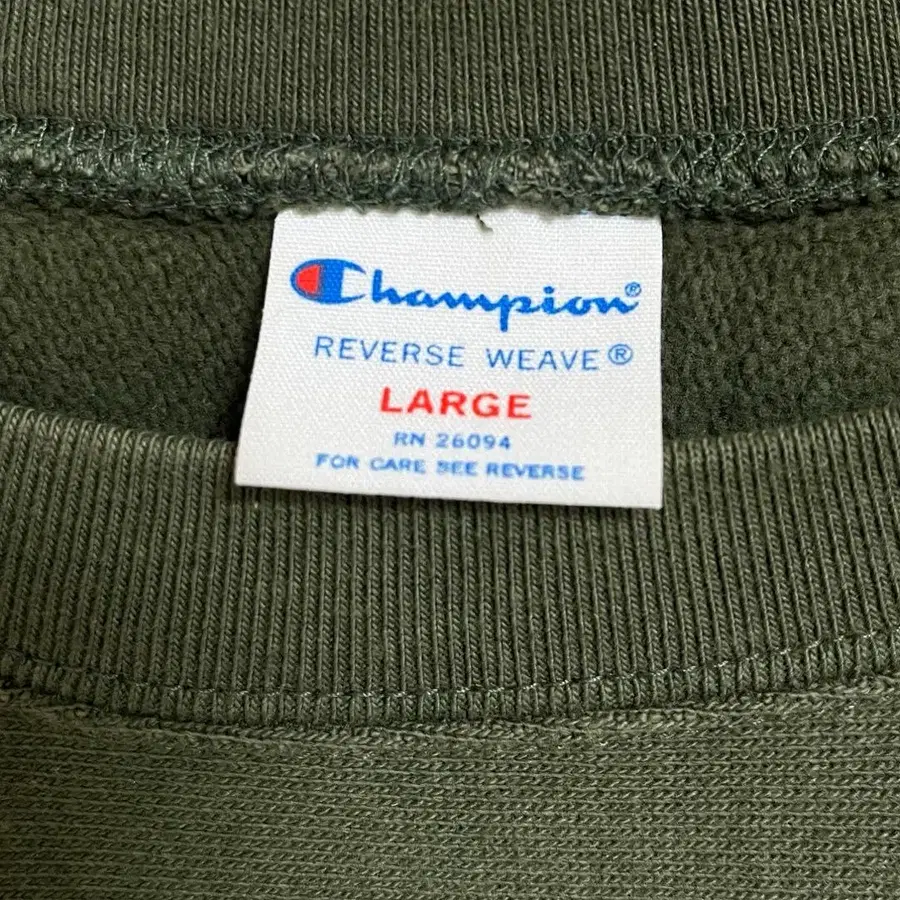 Champion®
REVERSE WEAVE®
LARGE
RN 26094
FOR CARE SEE REVERSE